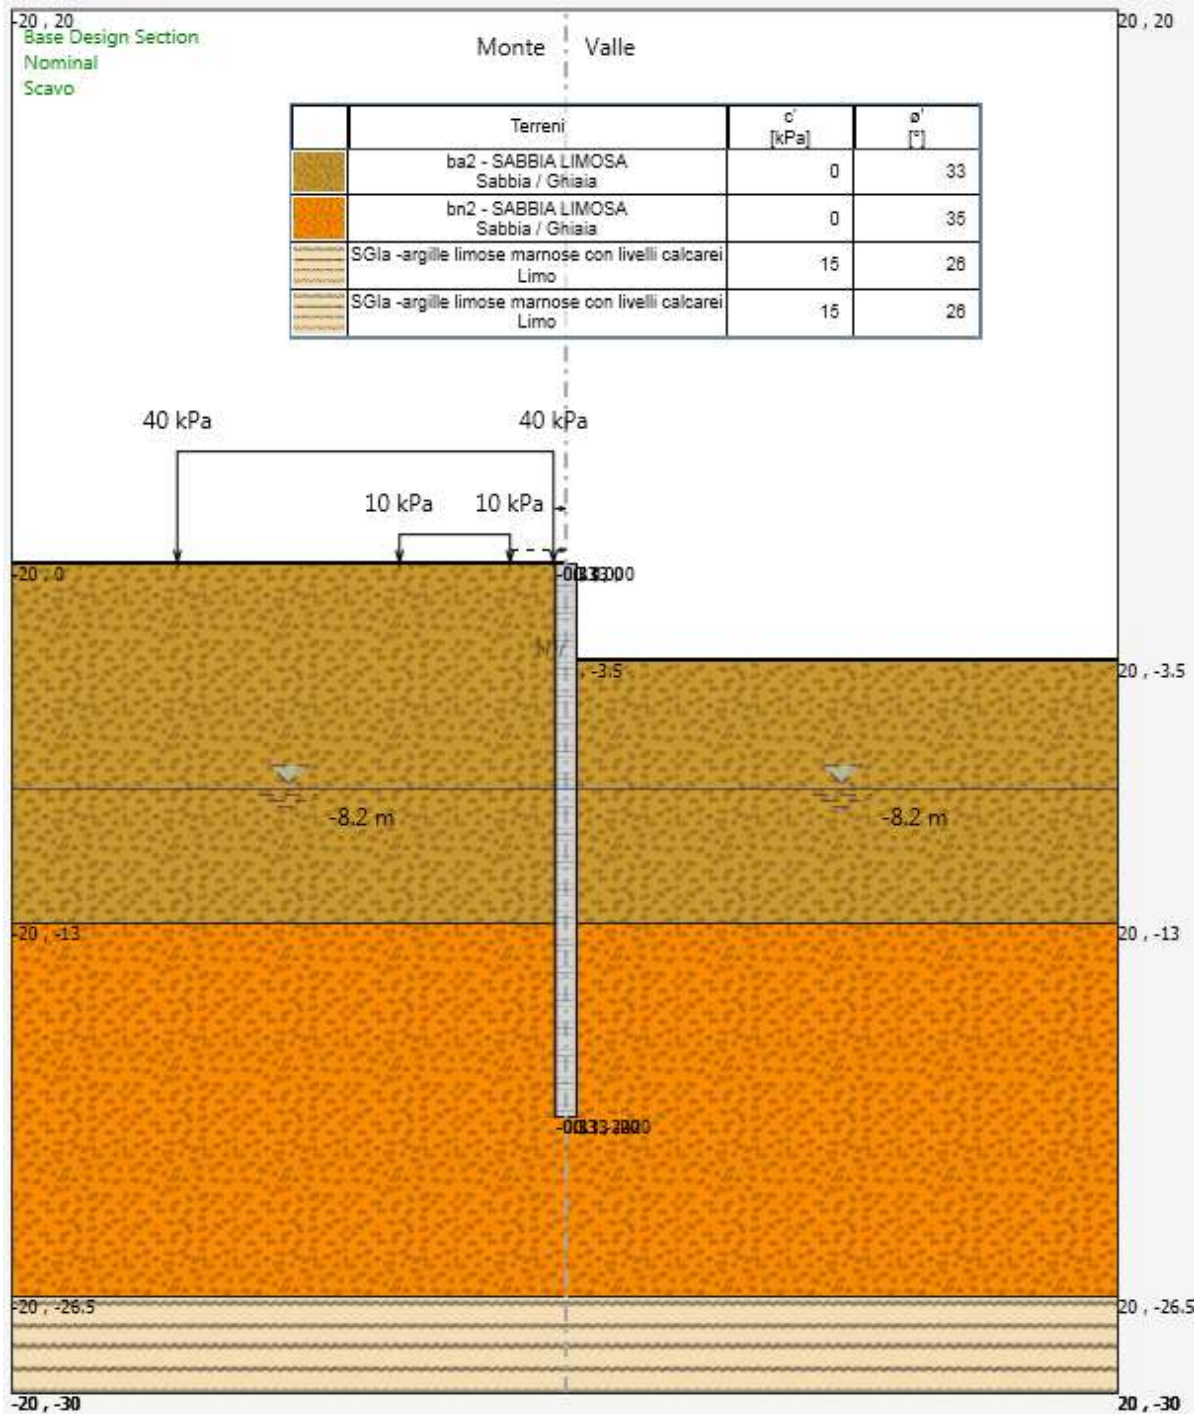 -20 , 20
20 , 20
Base Design Section
Nominal
Scavo
Monte
Valle
Terreni
c'
[kPa]
ø'
[°]
ba2 - SABBIA LIMOSA
Sabbia / Ghiaia
0
33
bn2 - SABBIA LIMOSA
Sabbia / Ghiaia
0
35
SGla -argille limose marnose con livelli calcarei
Limo
15
26
SGla -argille limose marnose con livelli calcarei
Limo
15
26
40 kPa
40 kPa
10 kPa
10 kPa
-20 , 0
, -3.5
20 , -3.5
-8.2 m
-8.2 m
-20 , -13
20 , -13
-20 , -26.5
20 , -26.5
-20 , -30
20 , -30